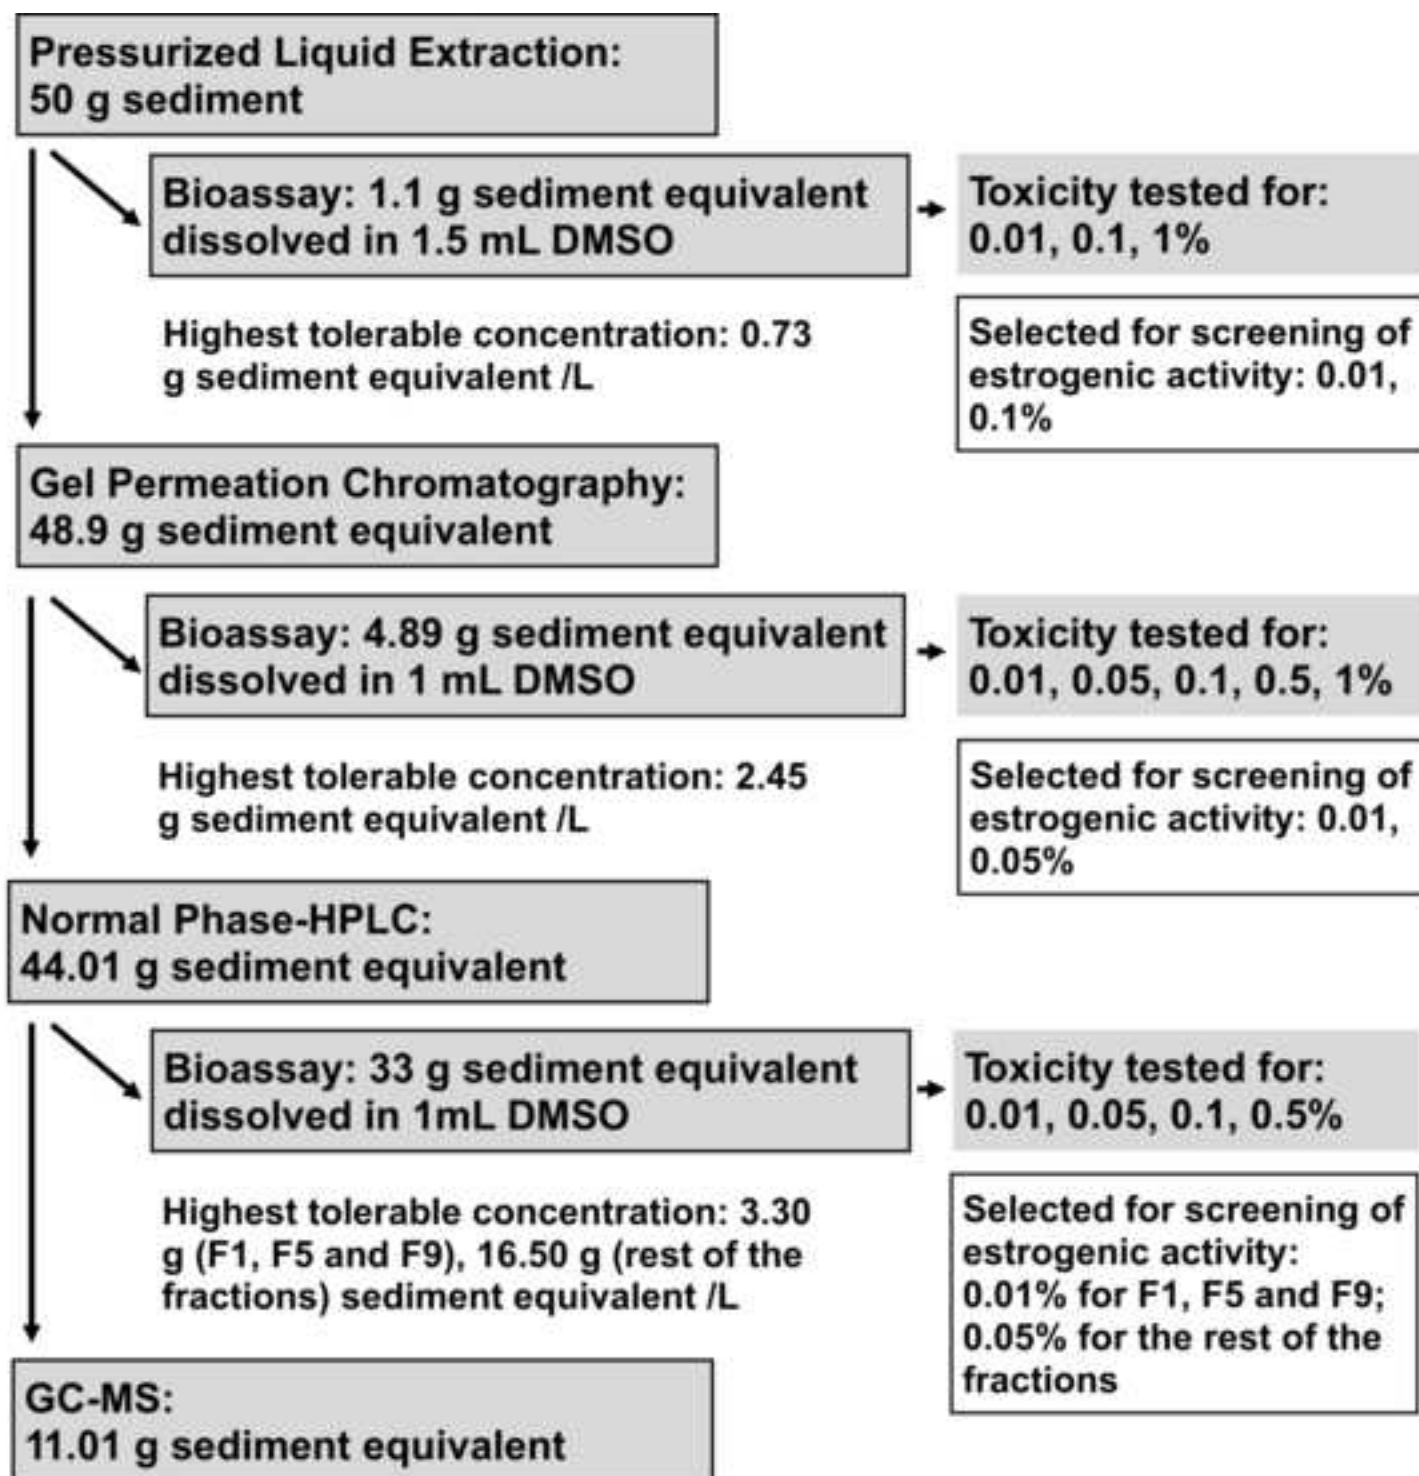 Pressurized Liquid Extraction:
50 g sediment
Bioassay: 1.1 g sediment equivalent
dissolved in 1.5 mL DMSO
Toxicity tested for:
0.01, 0.1, 1%
Highest tolerable concentration: 0.73
g sediment equivalent /L
Selected for screening of
estrogenic activity: 0.01,
0.1%
Gel Permeation Chromatography:
48.9 g sediment equivalent
Bioassay: 4.89 g sediment equivalent
dissolved in 1 mL DMSO
Toxicity tested for:
0.01, 0.05, 0.1, 0.5, 1%
Highest tolerable concentration: 2.45
g sediment equivalent /L
Selected for screening of
estrogenic activity: 0.01,
0.05%
Normal Phase-HPLC:
44.01 g sediment equivalent
Bioassay: 33 g sediment equivalent
dissolved in 1mL DMSO
Toxicity tested for:
0.01, 0.05, 0.1, 0.5%
Highest tolerable concentration: 3.30
g (F1, F5 and F9), 16.50 g (rest of the
fractions) sediment equivalent /L
Selected for screening of
estrogenic activity:
0.01% for F1, F5 and F9;
0.05% for the rest of the
fractions
GC-MS:
11.01 g sediment equivalent